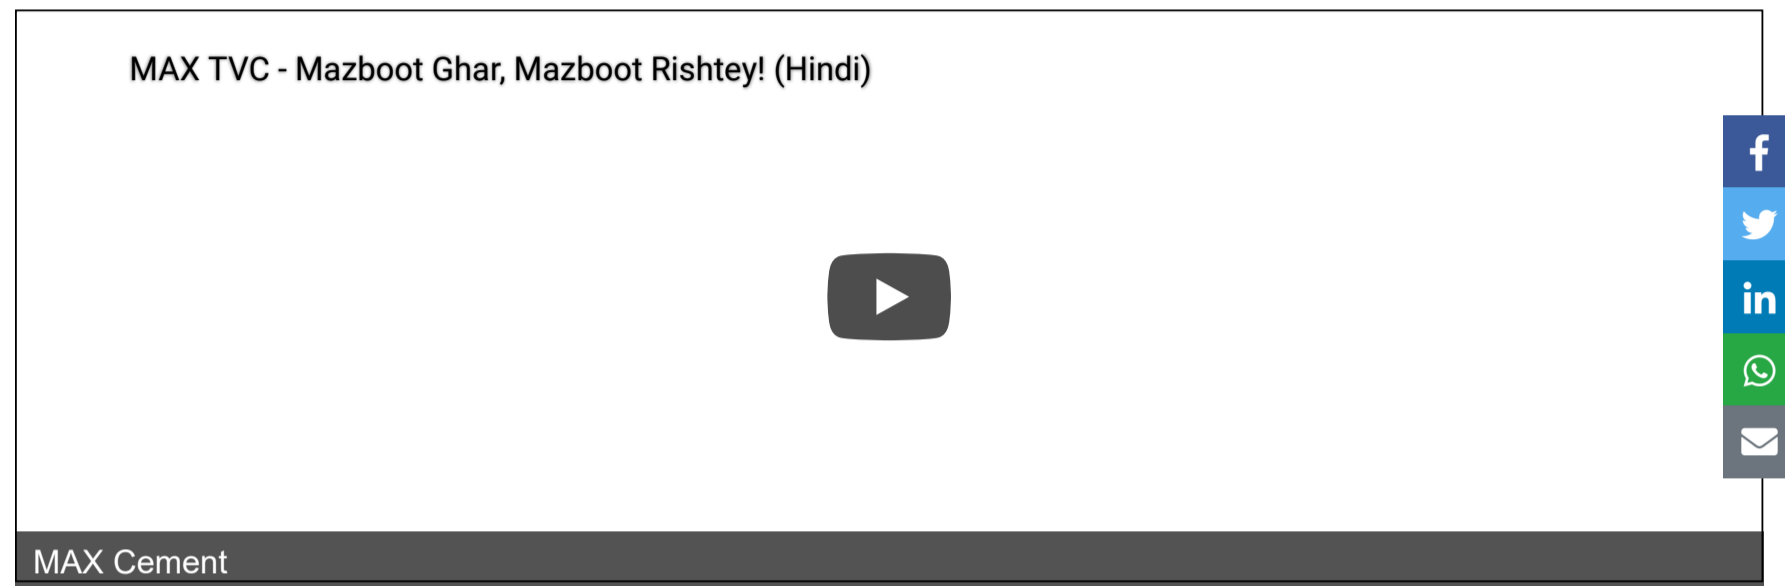 MAX TVC - Mazboot Ghar, Mazboot Rishtey! (Hindi)
MAX Cement